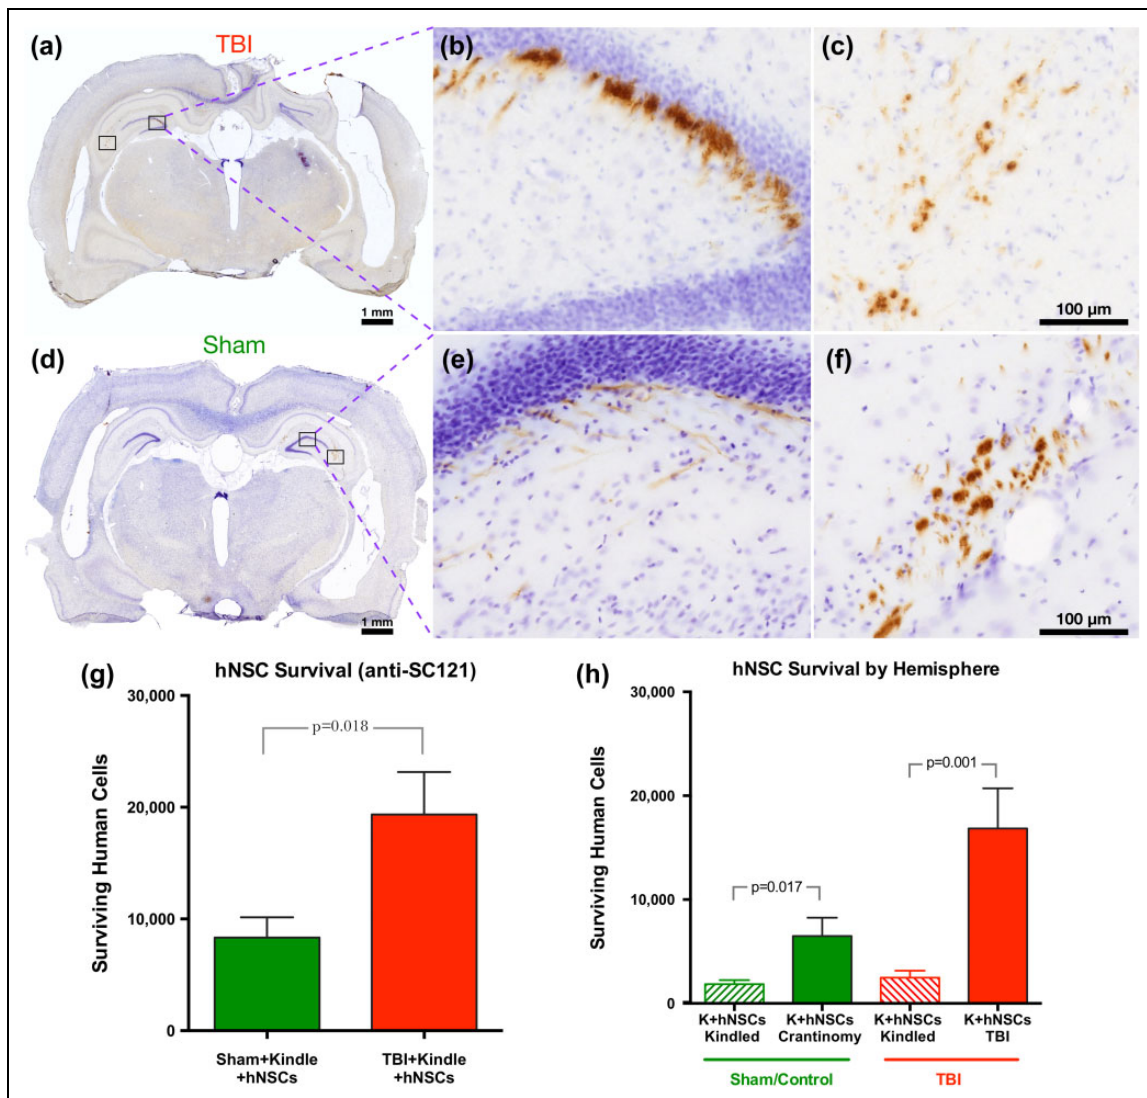 (a)
TBI
(b)
(c)
1 mm
100 µm
(d)
Sham
(e)
(f)
1 mm
100 µm
(g)
hNSC Survival (anti-SC121)
30,000
20,000
10,000
0
Surviving Human Cells
p=0.018
Sham+Kindle
+hNSCs
TBI+Kindle
+hNSCs
(h)
hNSC Survival by Hemisphere
30,000
20,000
10,000
0
Surviving Human Cells
p=0.017
p=0.001
K+hNSCs
Kindled
K+hNSCs
Crantinomy
K+hNSCs
Kindled
K+hNSCs
TBI
Sham/Control
TBI